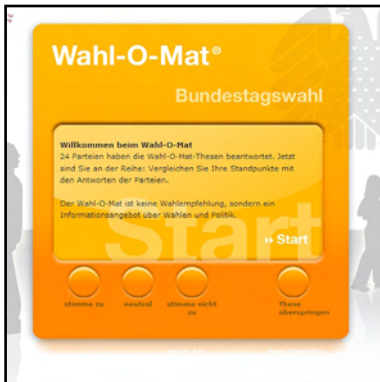 Wahl-O-Mat®
Bundestagswahl
Willkommen beim Wahl-O-Mat
24 Parteien haben die Wahl-O-Mat-Thesen beantwortet. Jetzt
sind Sie an der Reihe: Vergleichen Sie Ihre Standpunkte mit
den Antworten der Parteien.
Der Wahl-O-Mat ist keine Wahlempfehlung, sondern ein
Informationsangebot über Wahlen und Politik.
Start
Start
stimme zu
neutral
stimme nicht
zu
These
überspringen